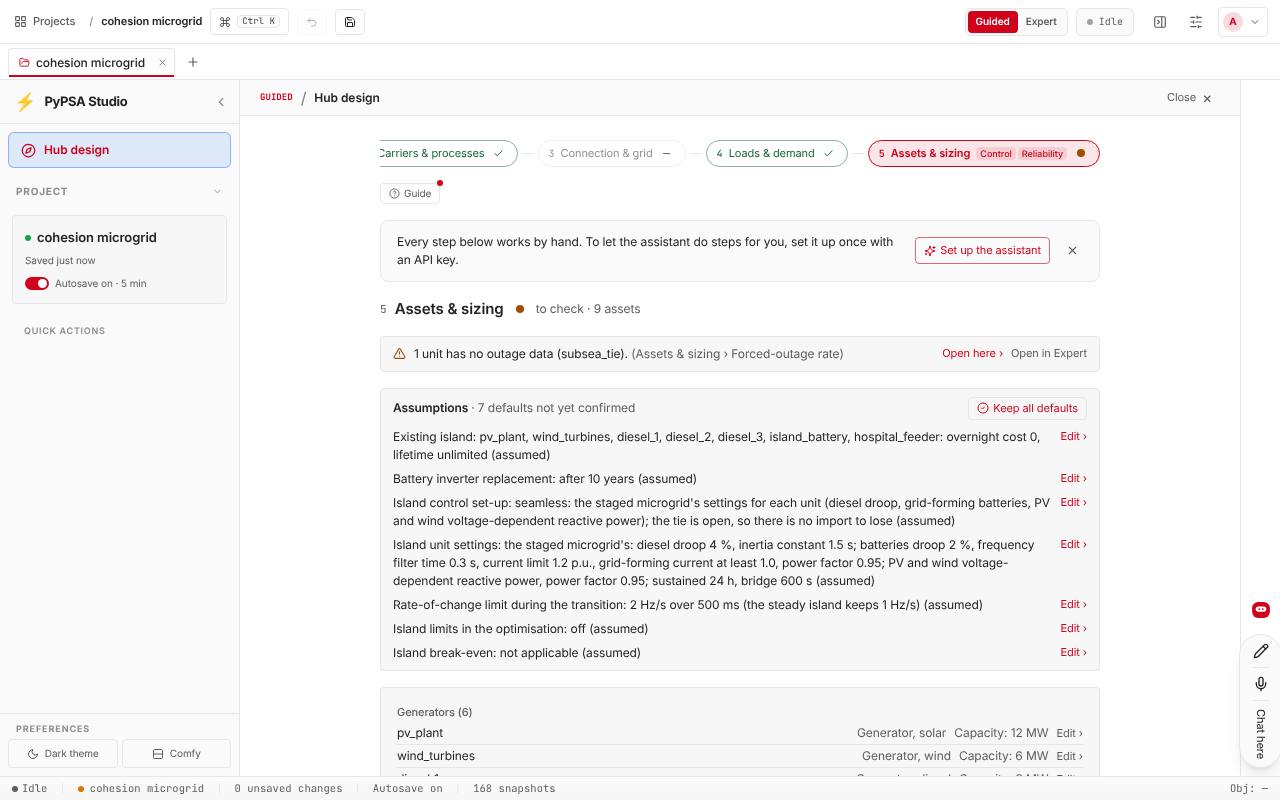 Projects / cohesion microgrid ⌘ Ctrl K
Guided Expert Idle A
cohesion microgrid
PyPSA Studio
GUIDED / Hub design Close
Hub design
Carriers & processes
3 Connection & grid
4 Loads & demand
5 Assets & sizing Control Reliability
Guide
PROJECT
cohesion microgrid
Saved just now
Autosave on · 5 min
QUICK ACTIONS
Every step below works by hand. To let the assistant do steps for you, set it up once with
an API key.
Set up the assistant
5 Assets & sizing to check · 9 assets
1 unit has no outage data (subsea_tie). (Assets & sizing › Forced-outage rate) Open here › Open in Expert
Assumptions · 7 defaults not yet confirmed Keep all defaults
Existing island: pv_plant, wind_turbines, diesel_1, diesel_2, diesel_3, island_battery, hospital_feeder: overnight cost 0, Edit ›
lifetime unlimited (assumed)
Battery inverter replacement: after 10 years (assumed) Edit ›
Island control set-up: seamless: the staged microgrid's settings for each unit (diesel droop, grid-forming batteries, PV Edit ›
and wind voltage-dependent reactive power); the tie is open, so there is no import to lose (assumed)
Island unit settings: the staged microgrid's: diesel droop 4 %, inertia constant 1.5 s; batteries droop 2 %, frequency Edit ›
filter time 0.3 s, current limit 1.2 p.u., grid-forming current at least 1.0, power factor 0.95; PV and wind voltage-
dependent reactive power, power factor 0.95; sustained 24 h, bridge 600 s (assumed)
Rate-of-change limit during the transition: 2 Hz/s over 500 ms (the steady island keeps 1 Hz/s) (assumed) Edit ›
Island limits in the optimisation: off (assumed) Edit ›
Island break-even: not applicable (assumed) Edit ›
Generators (6)
pv_plant Generator, solar Capacity: 12 MW Edit ›
wind_turbines Generator, wind Capacity: 6 MW Edit ›
Chat here
PREFERENCES
Dark theme Comfy
Idle cohesion microgrid 0 unsaved changes Autosave on 168 snapshots Obj: —